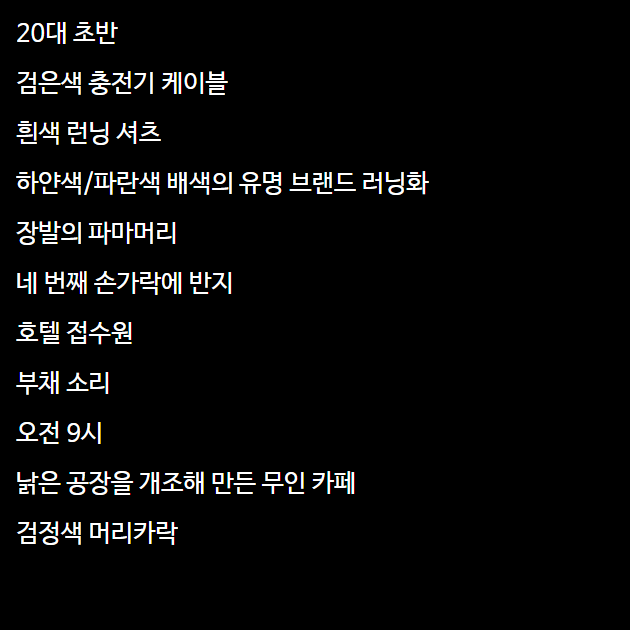 20대 초반
검은색 충전기 케이블
흰색 런닝 셔츠
하얀색/파란색 배색의 유명 브랜드 러닝화
장발의 파마머리
네 번째 손가락에 반지
호텔 접수원
부채 소리
오전 9시
낡은 공장을 개조해 만든 무인 카페
검정색 머리카락